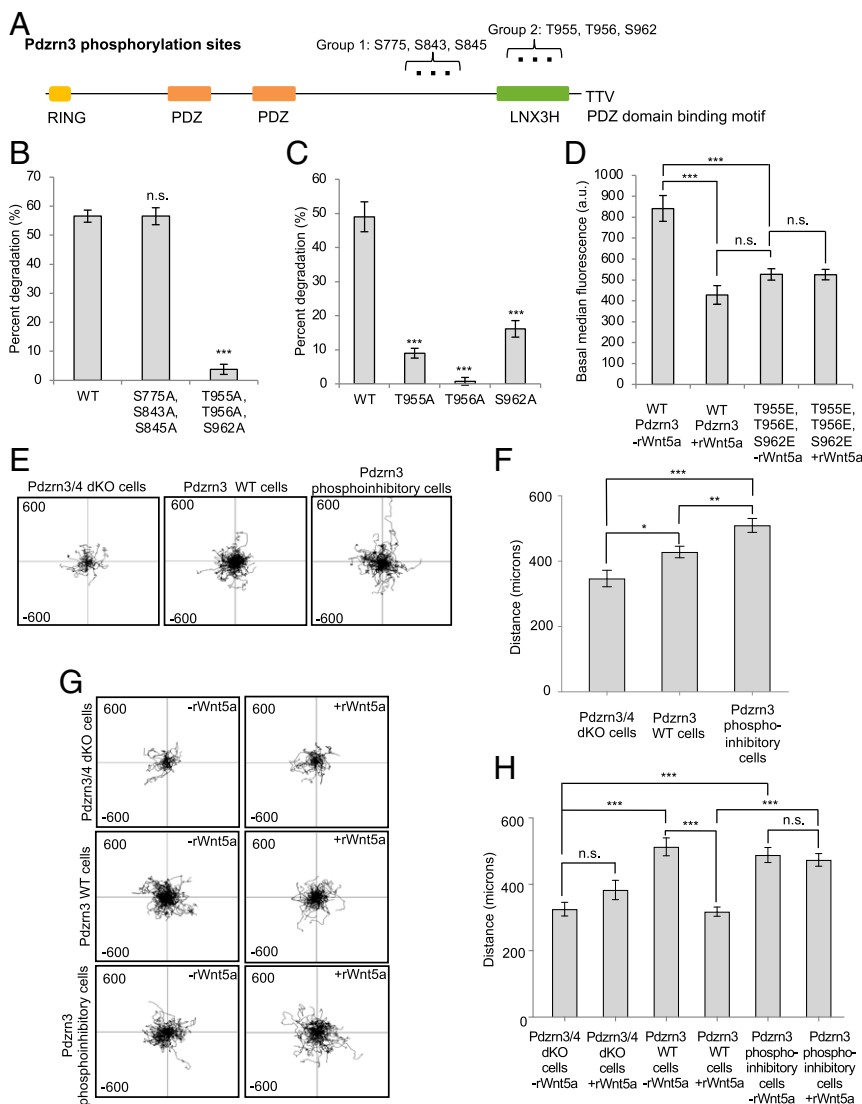 A
Pdzrn3 phosphorylation sites
Group 1: S775, S843, S845
Group 2: T955, T956, S962
RING
PDZ
PDZ
LNX3H
TTV
PDZ domain binding motif
B
Percent degradation (%)
70
60
50
40
30
20
10
0
n.s.
***
WT
S775A,
S843A,
S845A
T955A,
T956A,
S962A
C
Percent degradation (%)
60
50
40
30
20
10
0
***
***
***
WT
T955A
T956A
S962A
D
Basal median fluorescence (a.u.)
1000
900
800
700
600
500
400
300
200
100
0
***
***
n.s.
n.s.
WT
Pdzrn3
-rWnt5a
WT
Pdzrn3
+rWnt5a
T955E,
T956E,
S962E
-rWnt5a
T955E,
T956E,
S962E
+rWnt5a
E
Pdzrn3/4 dKO cells
600
-600
Pdzrn3 WT cells
600
-600
Pdzrn3
phosphoinhibitory cells
600
-600
F
Distance (microns)
600
400
200
0
***
**
*
Pdzrn3/4
dKO cells
Pdzrn3
WT cells
Pdzrn3
phospho-
inhibitory
cells
G
Pdzrn3/4 dKO cells
600
-rWnt5a
-600
600
+rWnt5a
-600
Pdzrn3 WT cells
600
-rWnt5a
-600
600
+rWnt5a
-600
Pdzrn3
phosphoinhibitory cells
600
-rWnt5a
-600
600
+rWnt5a
-600
H
Distance (microns)
600
400
200
0
***
***
***
***
n.s.
n.s.
Pdzrn3/4
dKO
cells
-rWnt5a
Pdzrn3/4
dKO
cells
+rWnt5a
Pdzrn3
WT
cells
-rWnt5a
Pdzrn3
WT
cells
+rWnt5a
Pdzrn3
phospho-
inhibitory
cells
-rWnt5a
Pdzrn3
phospho-
inhibitory
cells
+rWnt5a